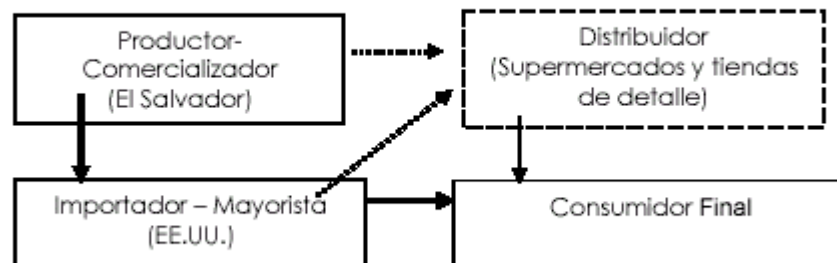 Productor-
Comercializador
(El Salvador)
Distribuidor
(Supermercados y tiendas
de detalle)
Importador – Mayorista
(EE.UU.)
Consumidor Final